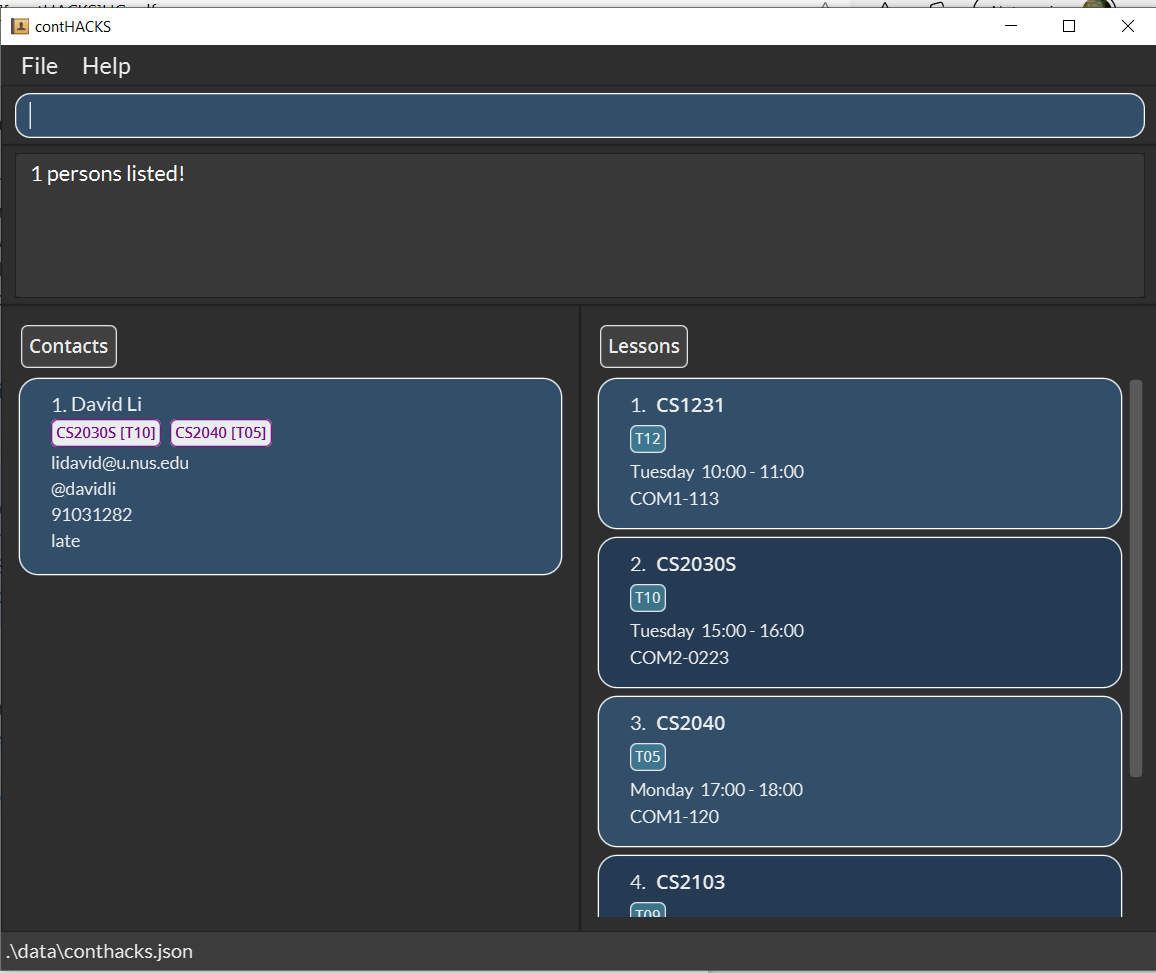 contHACKS
File Help
1 persons listed!
Contacts
1. David Li
CS2030S [T10] CS2040 [T05]
lidavid@u.nus.edu
@davidli
91031282
late
Lessons
1. CS1231
T12
Tuesday 10:00 - 11:00
COM1-113
2. CS2030S
T10
Tuesday 15:00 - 16:00
COM2-0223
3. CS2040
T05
Monday 17:00 - 18:00
COM1-120
4. CS2103
T09
.\data\conthacks.json